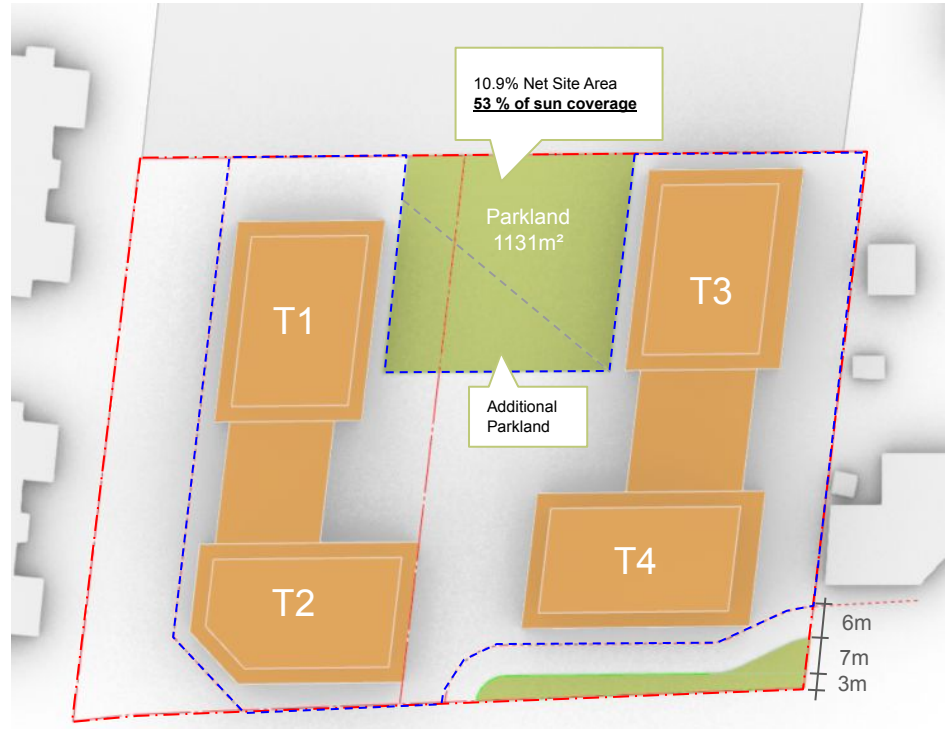 10.9% Net Site Area
53 % of sun coverage
Parkland
1131m²
T1
T3
Additional
Parkland
T2
T4
6m
7m
3m